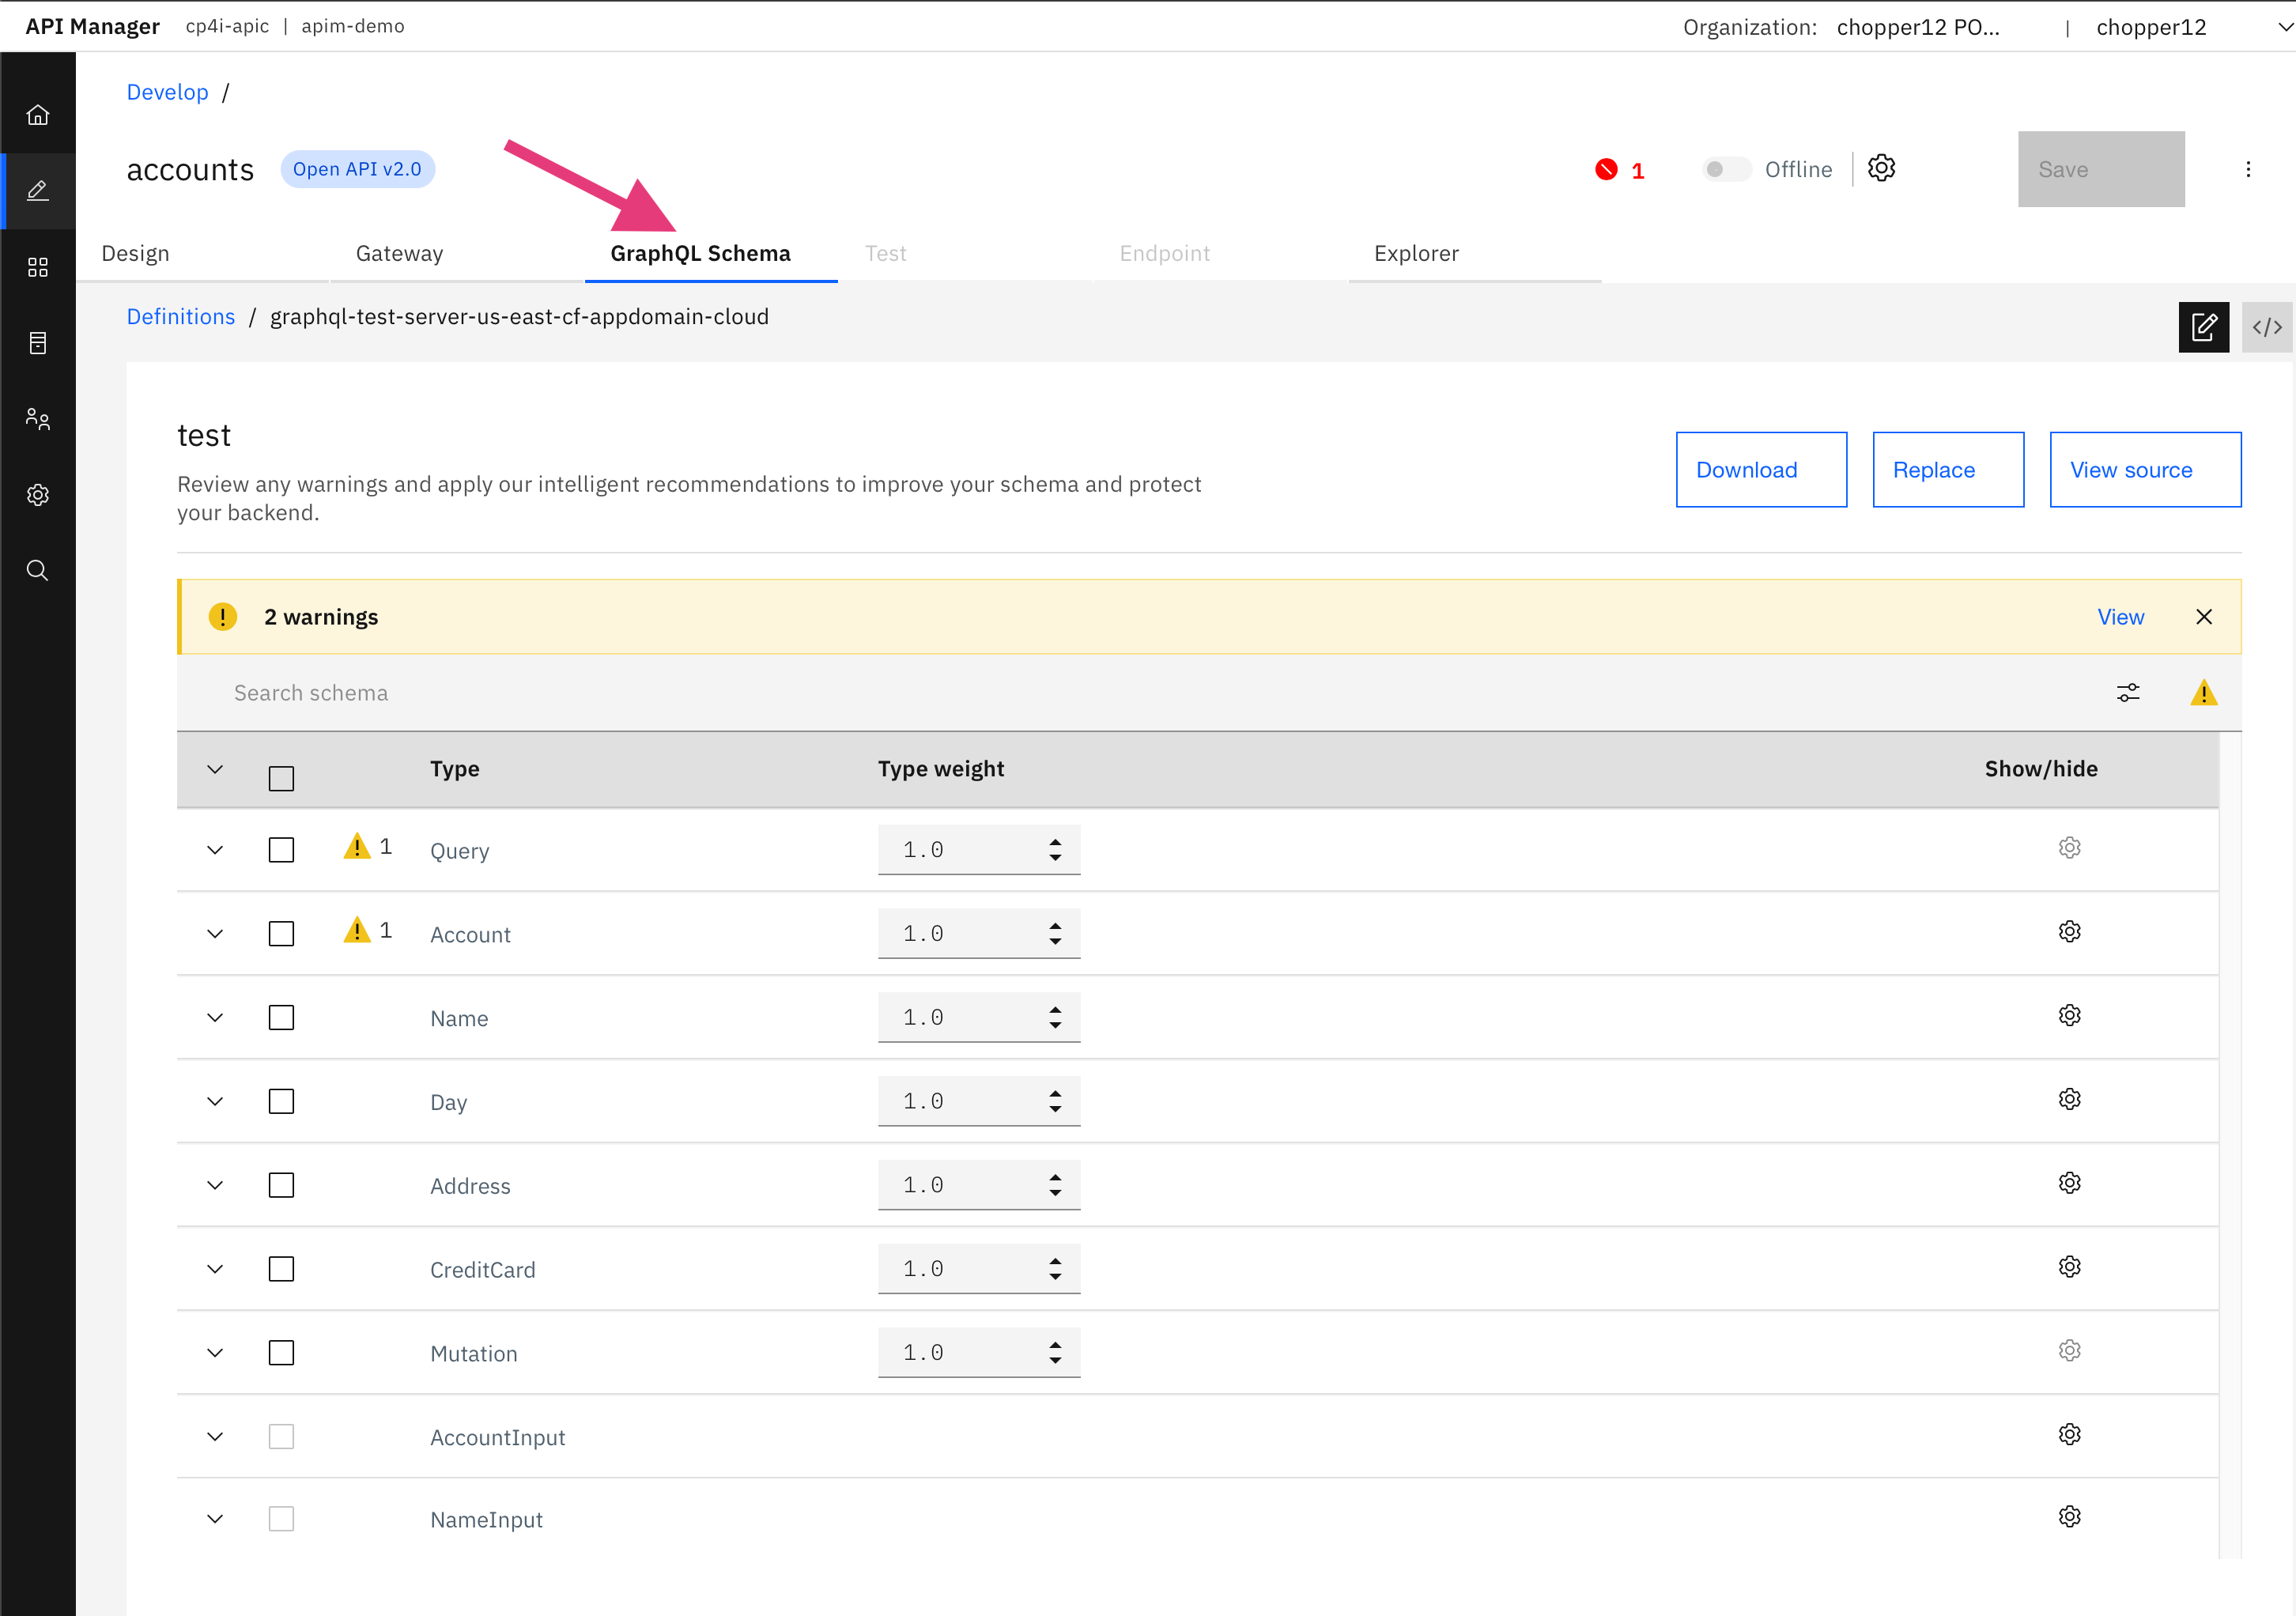 API Manager cp4i-apic | apim-demo Organization: chopper12 PO... | chopper12
Develop /
accounts Open API v2.0 1 Offline Save
Design Gateway GraphQL Schema Test Endpoint Explorer
Definitions / graphql-test-server-us-east-cf-appdomain-cloud </>
test
Review any warnings and apply our intelligent recommendations to improve your schema and protect
your backend.
Download Replace View source
2 warnings View
Search schema
Type Type weight Show/hide
1 Query 1.0
1 Account 1.0
Name 1.0
Day 1.0
Address 1.0
CreditCard 1.0
Mutation 1.0
AccountInput
NameInput